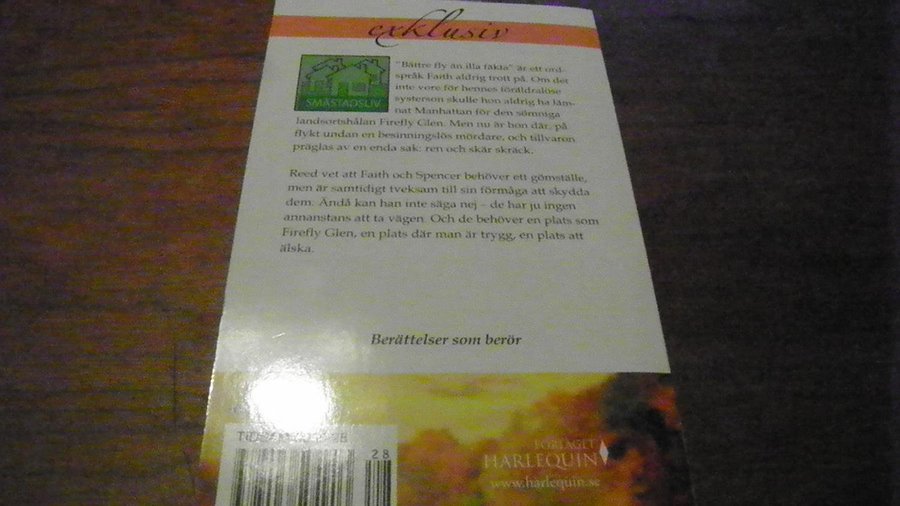 exklusiv
"Bättre fly än illa fäkta" är ett ord-
språk Faith aldrig trott på. Om det
inte vore för hennes föräldralöse
systerson skulle hon aldrig ha läm-
nat Manhattan för den sömniga
landsortshålan Firefly Glen. Men nu är hon där, på
flykt undan en besinningslös mördare, och tillvaron
präglas av en enda sak: ren och skär skräck.
SMÅSTADSLIV
Reed vet att Faith och Spencer behöver ett gömställe,
men är samtidigt tveksam till sin förmåga att skydda
dem. Ändå kan han inte säga nej – de har ju ingen
annanstans att ta vägen. Och de behöver en plats som
Firefly Glen, en plats där man är trygg, en plats att
älska.
Berättelser som berör
28
FÖRLAGET
HARLEQUIN
www.harlequin.se